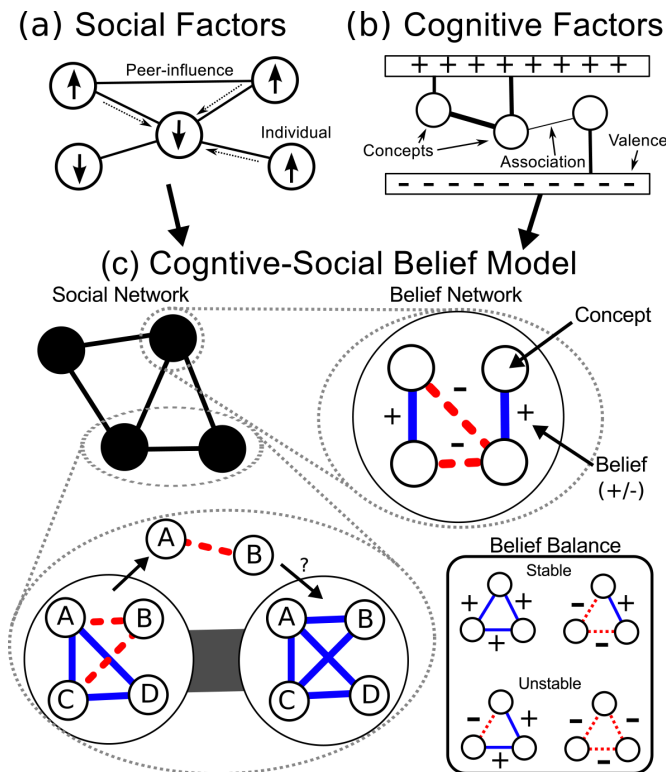 (a) Social Factors
Peer-influence
Individual
(b) Cognitive Factors
+ + + + + + + + +
Concepts
Association
Valence
- - - - - - - - - -
(c) Cogntive-Social Belief Model
Social Network
Belief Network
Concept
-
+
+
-
Belief
(+/-)
A
B
?
A
B
C
D
A
B
C
D
Belief Balance
Stable
+ +
+
- +
-
Unstable
- +
+
- -
-